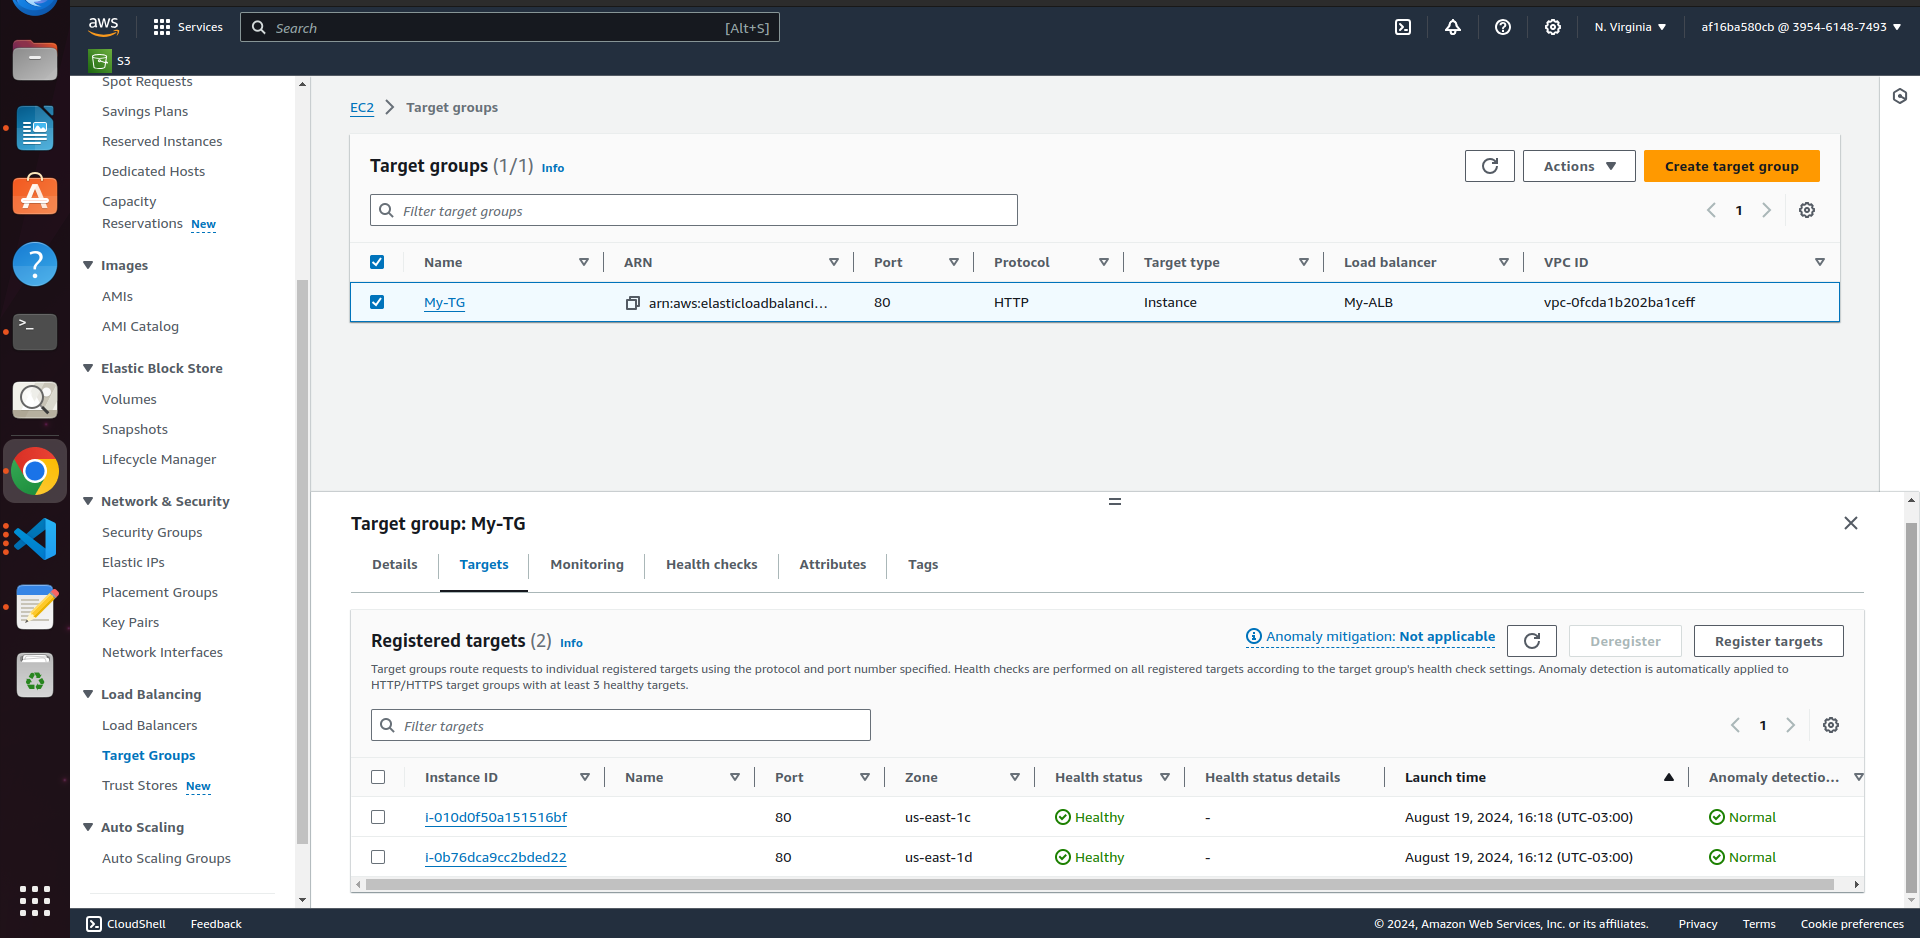 aws
Services
Search
[Alt+S]
N. Virginia
af16ba580cb @ 3954-6148-7493
S3
Spot Requests
Savings Plans
Reserved Instances
Dedicated Hosts
Capacity
Reservations New
Images
AMIs
AMI Catalog
Elastic Block Store
Volumes
Snapshots
Lifecycle Manager
Network & Security
Security Groups
Elastic IPs
Placement Groups
Key Pairs
Network Interfaces
Load Balancing
Load Balancers
Target Groups
Trust Stores New
Auto Scaling
Auto Scaling Groups
EC2 Target groups
Target groups (1/1) Info
Actions
Create target group
Filter target groups
1
Name ARN Port Protocol Target type Load balancer VPC ID
My-TG arn:aws:elasticloadbalanci... 80 HTTP Instance My-ALB vpc-0fcda1b202ba1ceff
Target group: My-TG
Details Targets Monitoring Health checks Attributes Tags
Registered targets (2) Info
Anomaly mitigation: Not applicable
Deregister
Register targets
Target groups route requests to individual registered targets using the protocol and port number specified. Health checks are performed on all registered targets according to the target group's health check settings. Anomaly detection is automatically applied to
HTTP/HTTPS target groups with at least 3 healthy targets.
Filter targets
1
Instance ID Name Port Zone Health status Health status details Launch time Anomaly detectio...
i-010d0f50a151516bf 80 us-east-1c Healthy - August 19, 2024, 16:18 (UTC-03:00) Normal
i-0b76dca9cc2bded22 80 us-east-1d Healthy - August 19, 2024, 16:12 (UTC-03:00) Normal
CloudShell Feedback
© 2024, Amazon Web Services, Inc. or its affiliates. Privacy Terms Cookie preferences